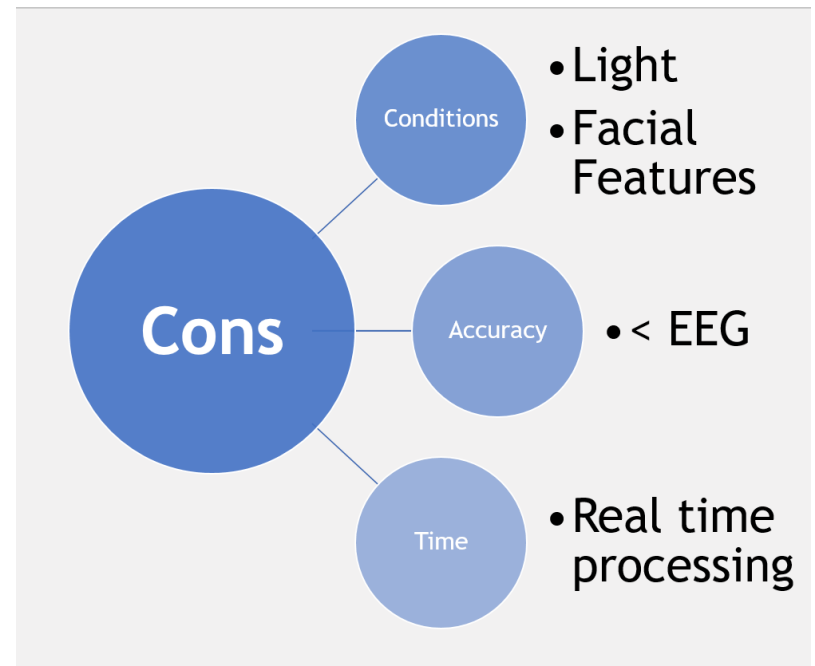 Cons
Conditions
• Light
• Facial
Features
Accuracy
• < EEG
Time
• Real time
processing